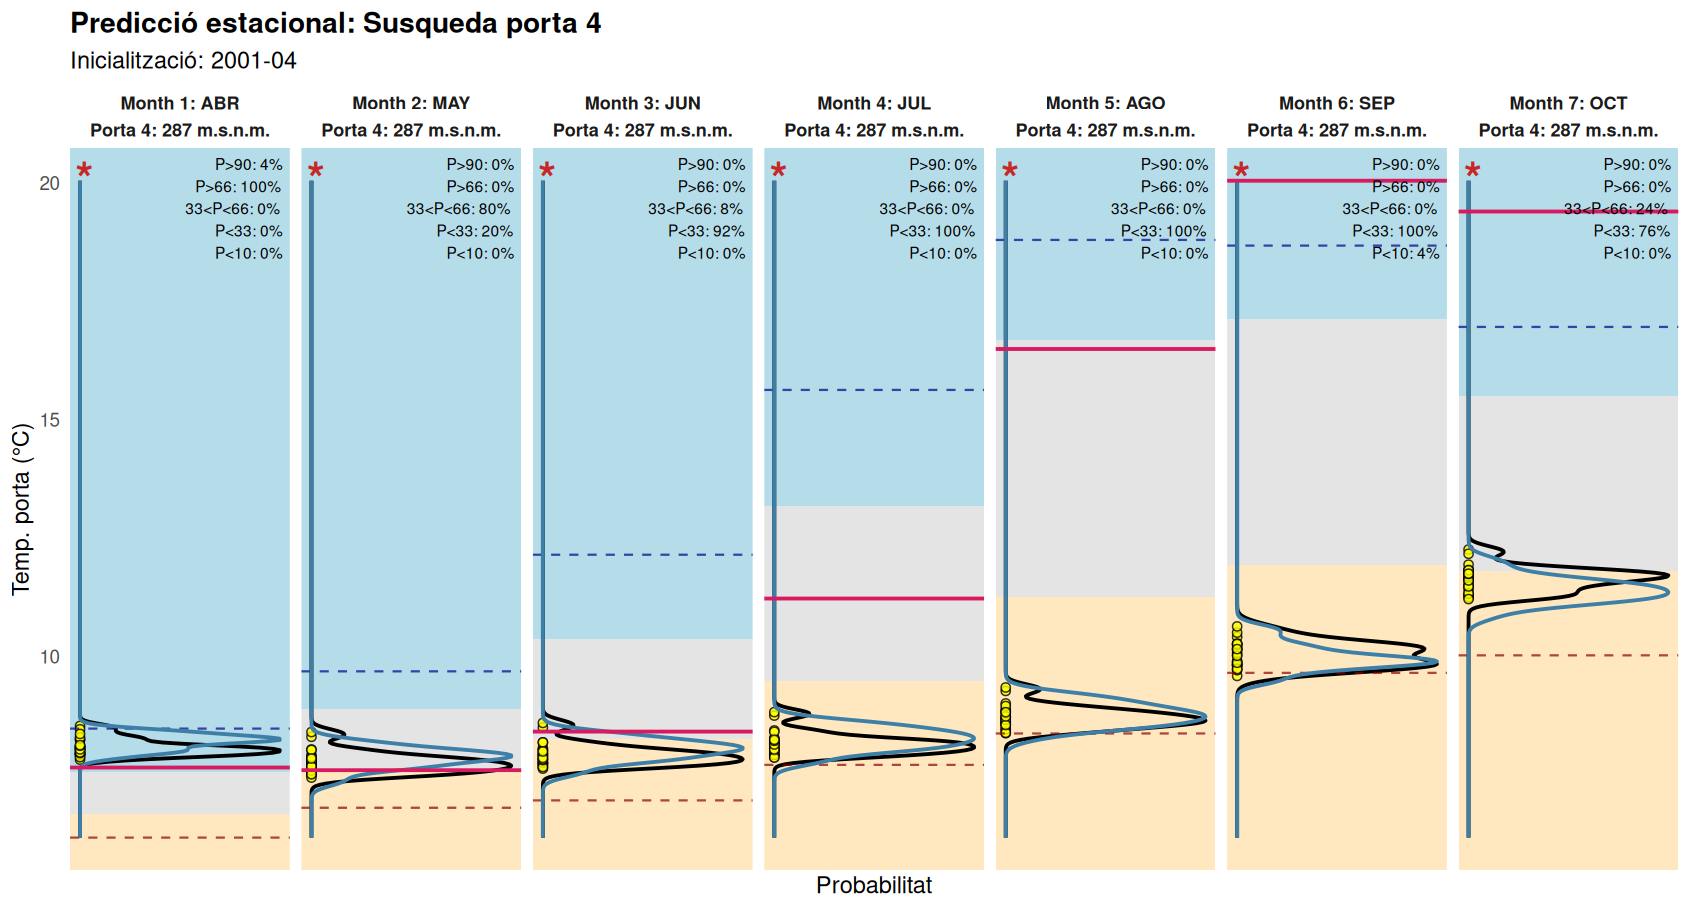 Predicció estacional: Susqueda porta 4
Inicialització: 2001-04
Month 1: ABR
Porta 4: 287 m.s.n.m.
Month 2: MAY
Porta 4: 287 m.s.n.m.
Month 3: JUN
Porta 4: 287 m.s.n.m.
Month 4: JUL
Porta 4: 287 m.s.n.m.
Month 5: AGO
Porta 4: 287 m.s.n.m.
Month 6: SEP
Porta 4: 287 m.s.n.m.
Month 7: OCT
Porta 4: 287 m.s.n.m.
*
P>90: 4%
P>66: 100%
33<P<66: 0%
P<33: 0%
P<10: 0%
*
P>90: 0%
P>66: 0%
33<P<66: 80%
P<33: 20%
P<10: 0%
*
P>90: 0%
P>66: 0%
33<P<66: 8%
P<33: 92%
P<10: 0%
*
P>90: 0%
P>66: 0%
33<P<66: 0%
P<33: 100%
P<10: 0%
*
P>90: 0%
P>66: 0%
33<P<66: 0%
P<33: 100%
P<10: 0%
*
P>90: 0%
P>66: 0%
33<P<66: 0%
P<33: 100%
P<10: 4%
*
P>90: 0%
P>66: 0%
33<P<66: 24%
P<33: 76%
P<10: 0%
20
15
10
Temp. porta (°C)
Probabilitat